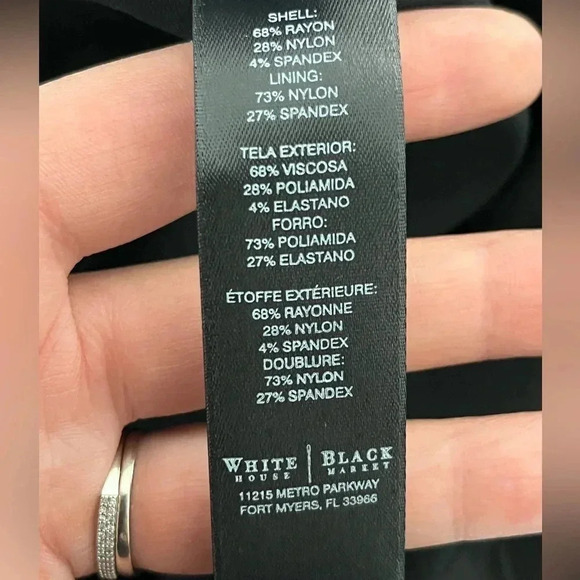 SHELL:
68% RAYON
28% NYLON
4% SPANDEX
LINING:
73% NYLON
27% SPANDEX
TELA EXTERIOR:
68% VISCOSA
28% POLIAMIDA
4% ELASTANO
FORRO:
73% POLIAMIDA
27% ELASTANO
ÉTOFFE EXTÉRIEURE:
68% RAYONNE
28% NYLON
4% SPANDEX
DOUBLURE:
73% NYLON
27% SPANDEX
WHITE | BLACK
HOUSE MARKET
11215 METRO PARKWAY
FORT MYERS, FL 33966